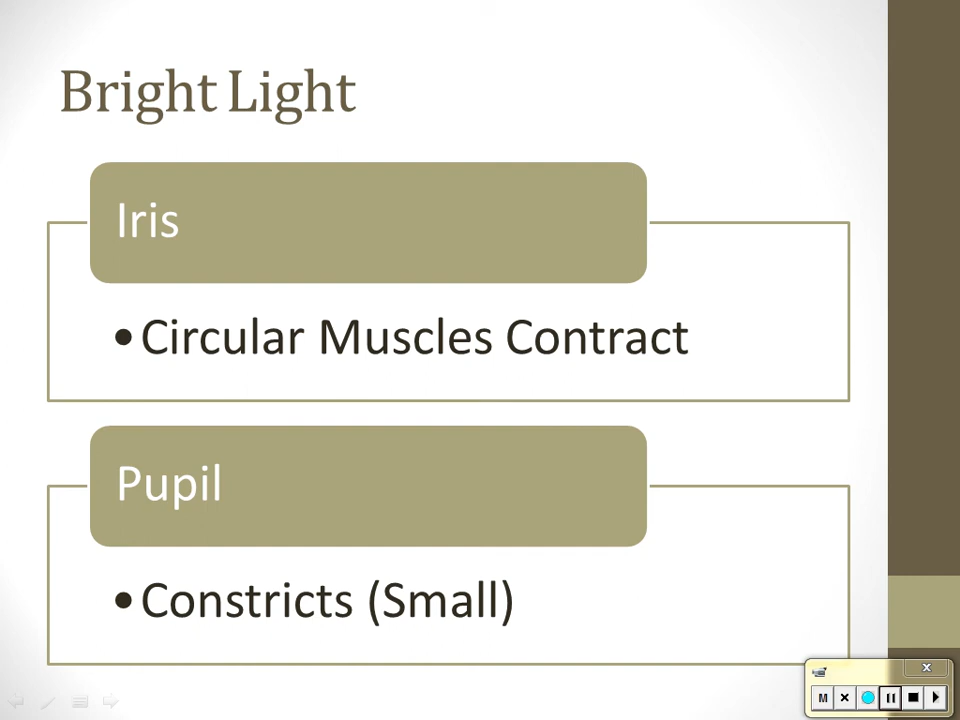 Bright Light
Iris
•Circular Muscles Contract
Pupil
•Constricts (Small)
M